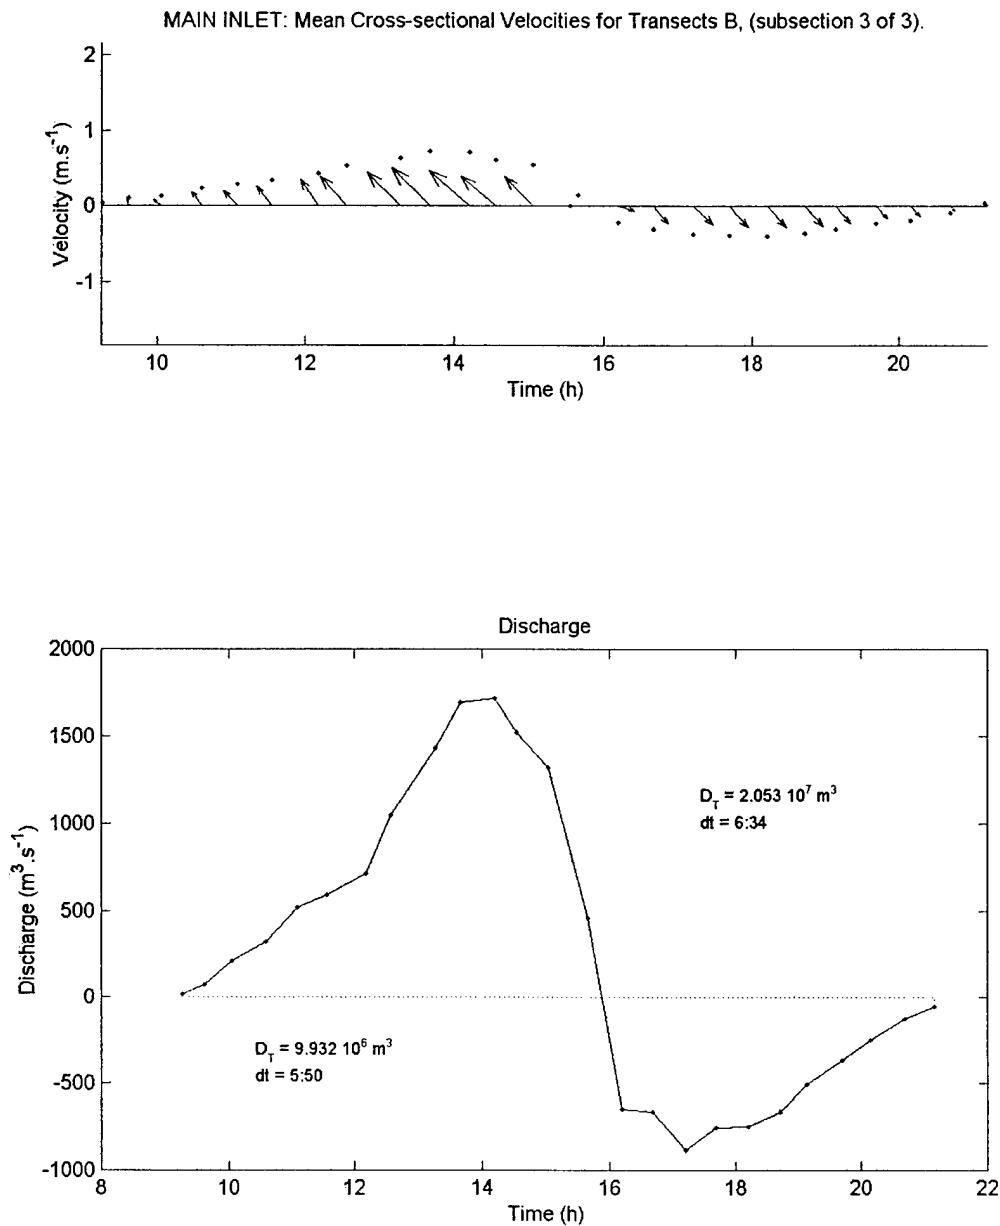 MAIN INLET: Mean Cross-sectional Velocities for Transects B, (subsection 3 of 3).
2
1
0
-1
Velocity (m.s⁻¹)
10 12 14 16 18 20
Time (h)
Discharge
2000
1500
1000
500
0
-500
-1000
Discharge (m³.s⁻¹)
D_T = 2.053 10⁷ m³
dt = 6:34
D_T = 9.932 10⁶ m³
dt = 5:50
8 10 12 14 16 18 20 22
Time (h)